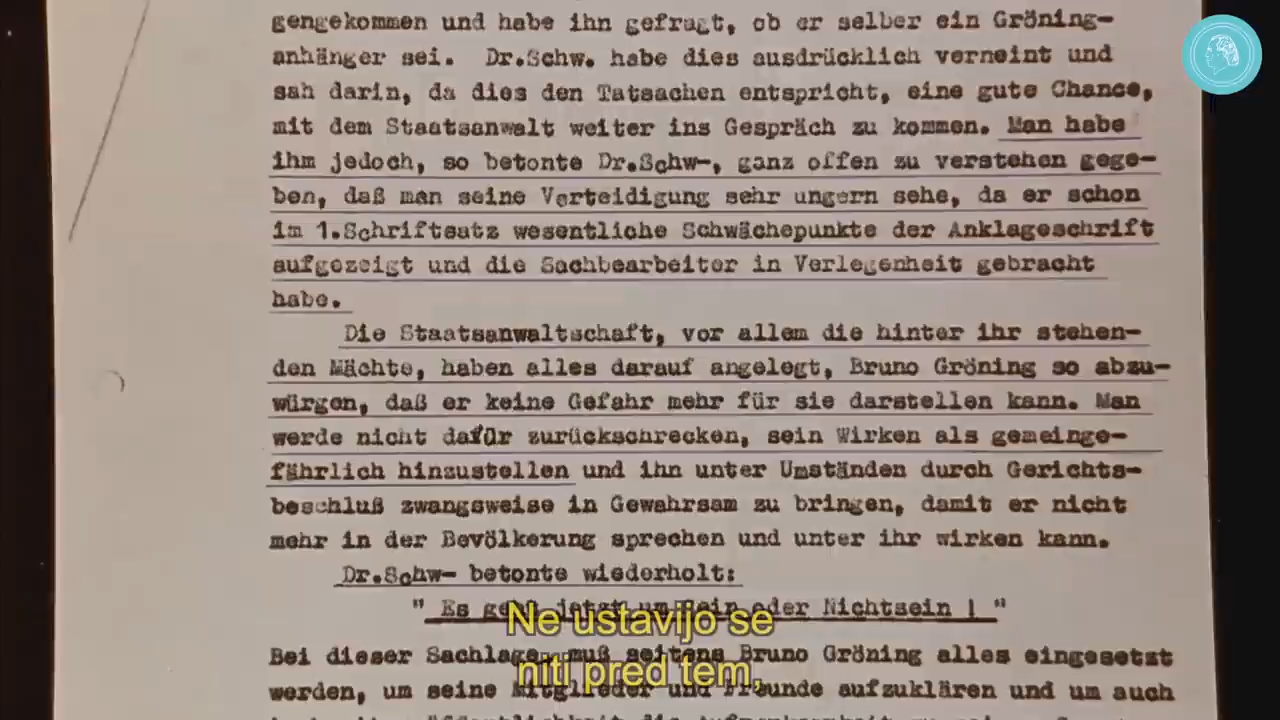 gengekommen und habe ihn gefragt, ob er selber ein Gröning-
anhänger sei. Dr.Schw. habe dies ausdrücklich verneint und
sah darin, da dies den Tatsachen entspricht, eine gute Chance,
mit dem Staatsanwalt weiter ins Gespräch zu kommen. Man habe
ihm jedoch, so betonte Dr.Schw-, ganz offen zu verstehen gege-
ben, daß man seine Verteidigung sehr ungern sehe, da er schon
im 1.Schriftsatz wesentliche Schwächepunkte der Anklageschrift
aufgezeigt und die Sachbearbeiter in Verlegenheit gebracht
habe.
Die Staatsanwaltschaft, vor allem die hinter ihr stehen-
den Mächte, haben alles darauf angelegt, Bruno Gröning so abzu-
würgen, daß er keine Gefahr mehr für sie darstellen kann. Man
werde nicht dafür zurückschrecken, sein Wirken als gemeinge-
fährlich hinzustellen und ihn unter Umständen durch Gerichts-
beschluß zwangsweise in Gewahrsam zu bringen, damit er nicht
mehr in der Bevölkerung sprechen und unter ihr wirken kann.
Dr.Schw- betonte wiederholt:
" Es geht jetzt um Sein oder Nichtsein ! "
Ne ustavijo se
Bei dieser Sachlage muß seitens Bruno Gröning alles eingesetzt
niti pred tem,
werden, um seine Mitglieder und Freunde aufzuklären und um auch